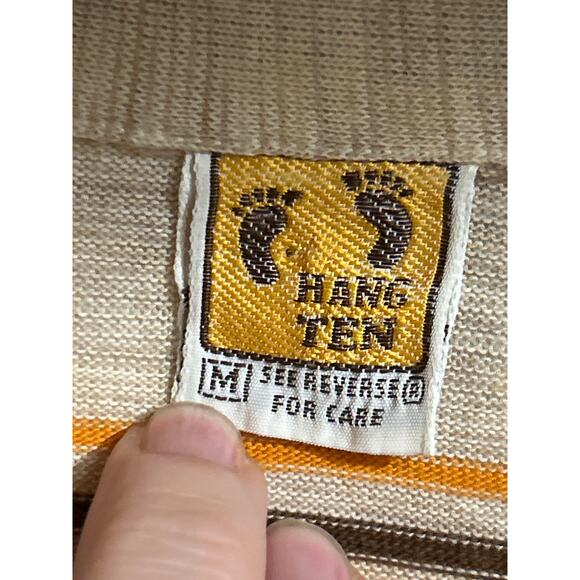 HANG
TEN
M SEE REVERSE ®
FOR CARE